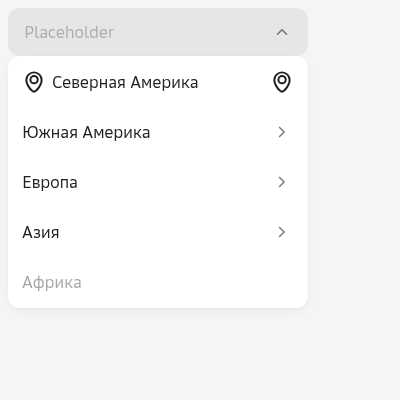 Placeholder
Северная Америка
Южная Америка
Европа
Азия
Африка